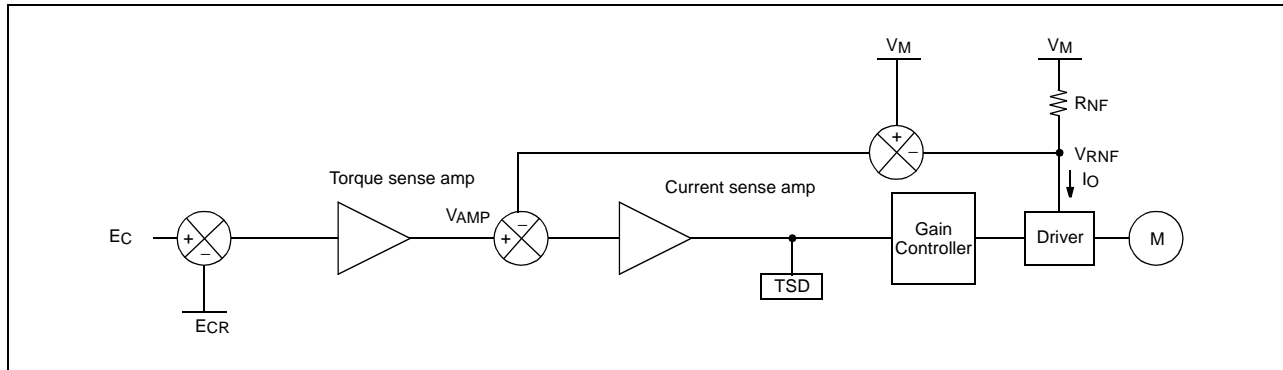 VM
VM
RNF
VRNF
IO
Torque sense amp
Current sense amp
VAMP
EC
+
−
+
−
+
−
Gain
Controller
Driver
M
TSD
ECR